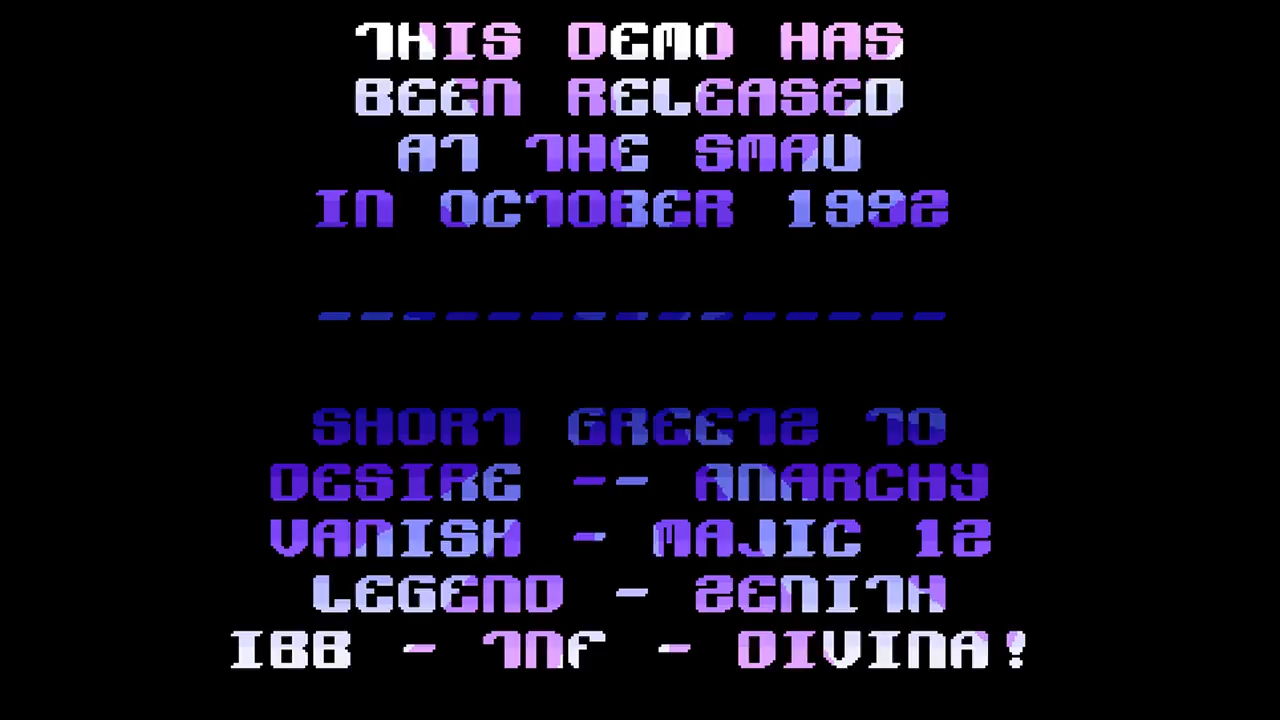 THIS DEMO HAS
BEEN RELEASED
AT THE SMAU
IN OCTOBER 1992
---------------
SHORT GREETZ TO
DESIRE -- ANARCHY
VANISH - MAJIC 12
LEGEND - ZENITH
IBB - TNF - DIVINA!